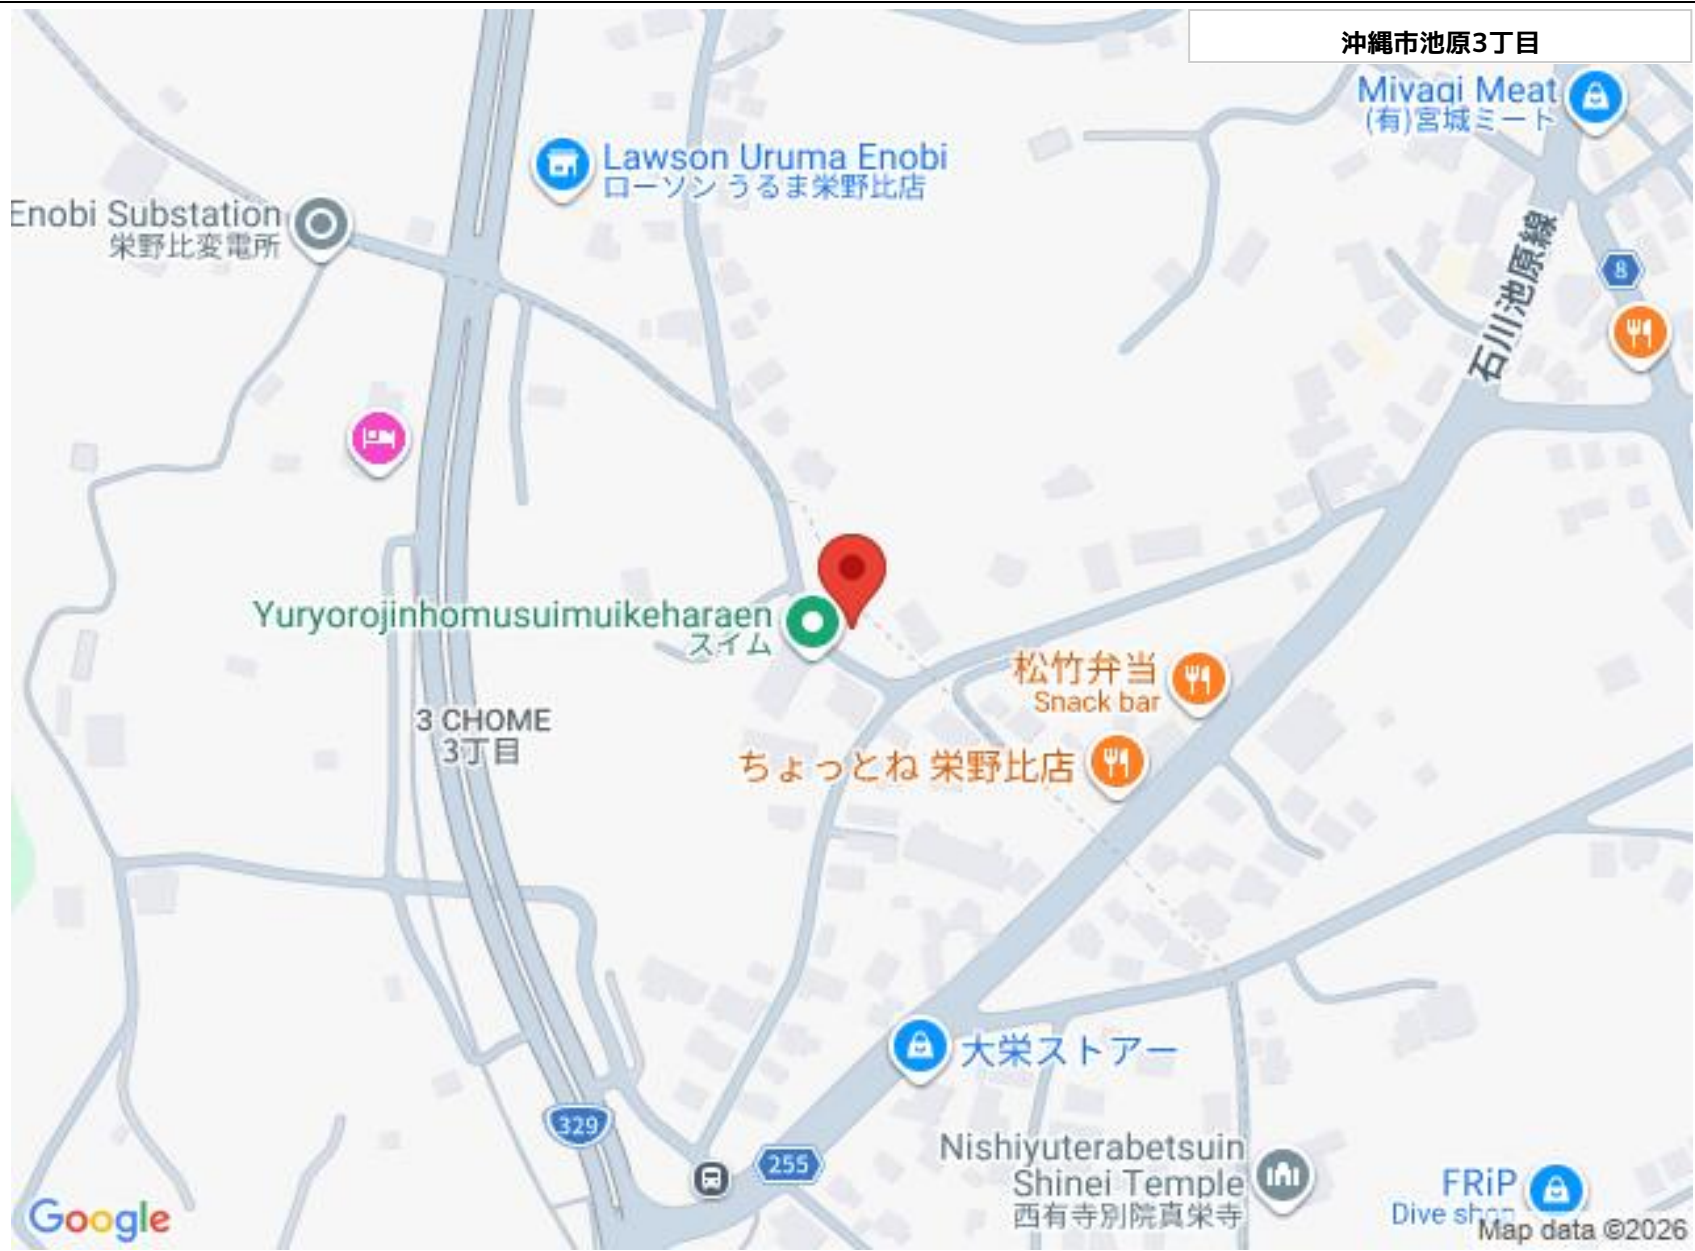 沖縄市池原3丁目
Miyagi Meat
(有)宮城ミート
Lawson Uruma Enobi
ローソン うるま栄野比店
Enobi Substation
栄野比変電所
石川池原線
8
Yuryorojinhomusuimuikeharaen
スイム
松竹弁当
Snack bar
3 CHOME
3丁目
ちょっとね 栄野比店
大栄ストアー
329
255
Nishiyuterabetsuin
Shinei Temple
西有寺別院真栄寺
FRiP
Dive shop
Google
Map data ©2026